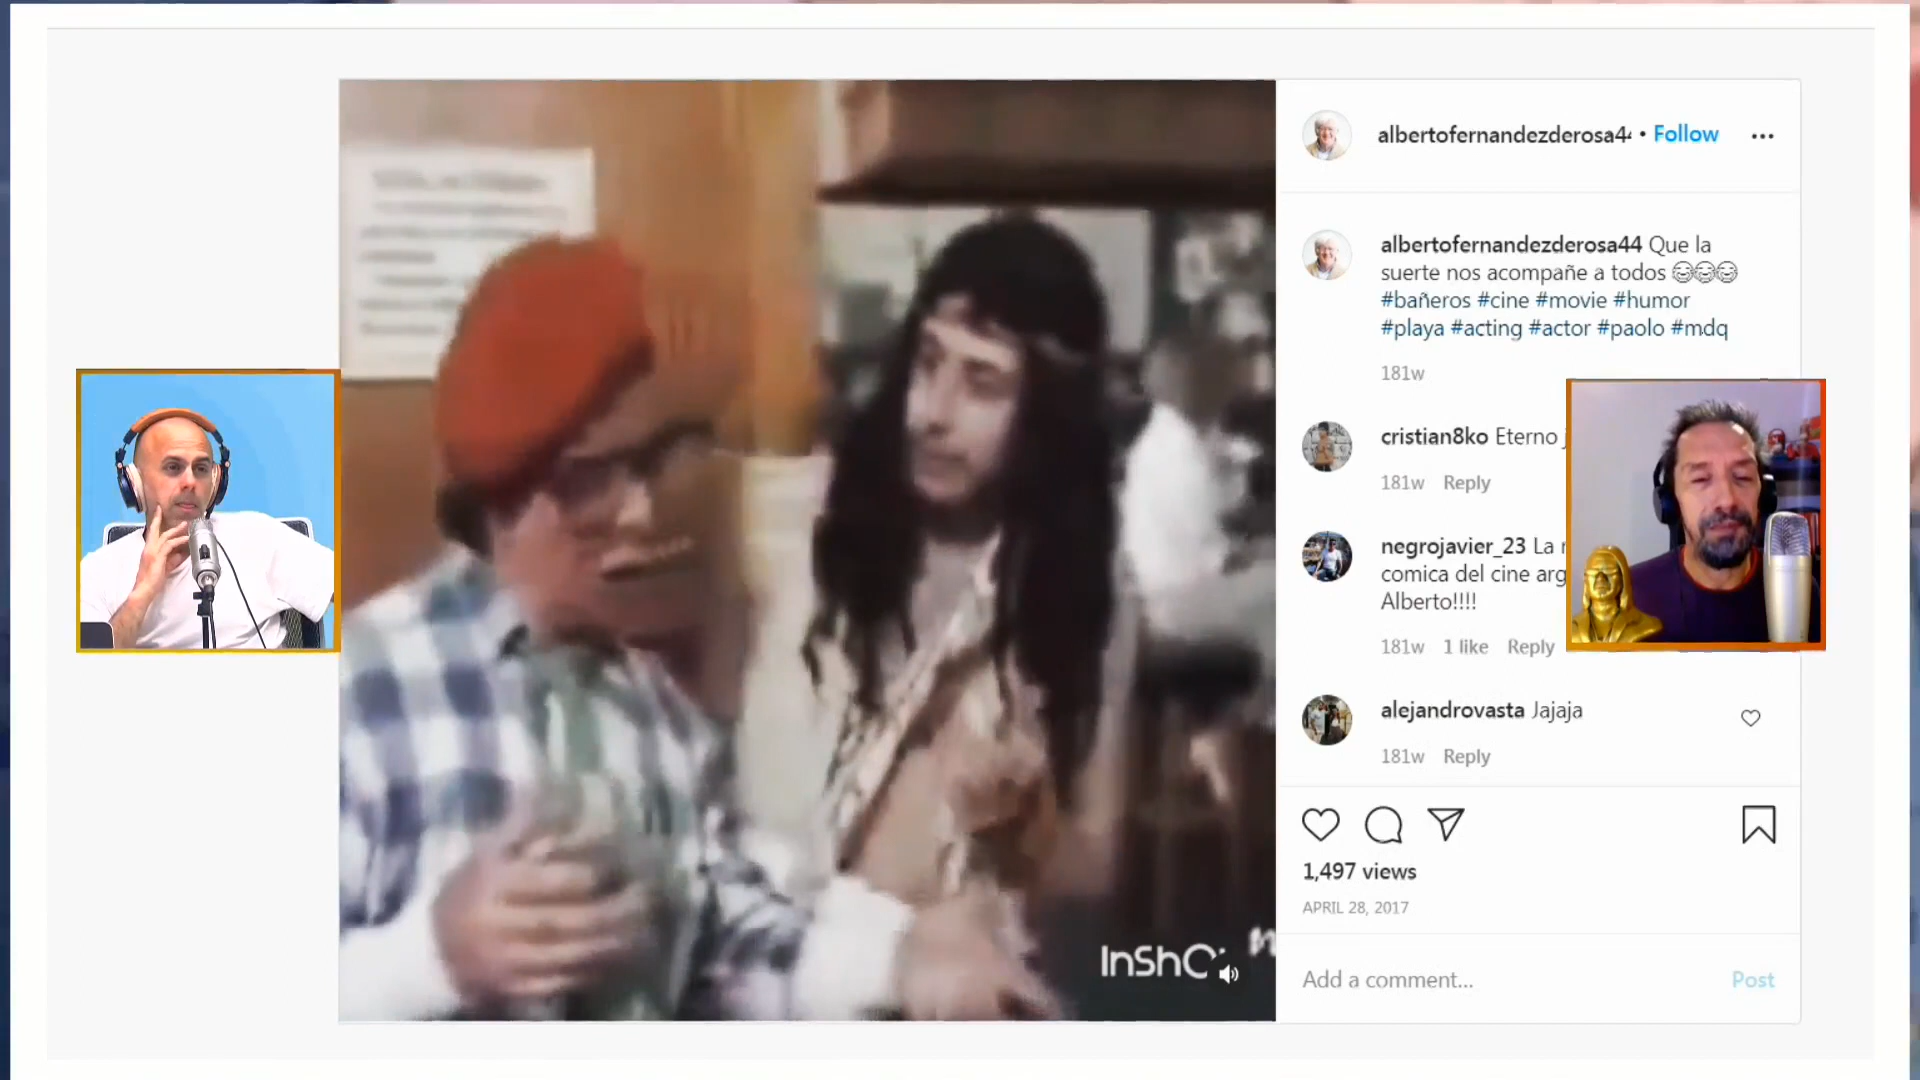 albertofernandezderosa4 • Follow
albertofernandezderosa44 Que la
suerte nos acompañe a todos 😂😂😂
#bañeros #cine #movie #humor
#playa #acting #actor #paolo #mdq
181w
cristian8ko Eterno
181w Reply
negrojavier_23 La
comica del cine arg
Alberto!!!!
181w 1 like Reply
alejandrovasta Jajaja
181w Reply
1,497 views
APRIL 28, 2017
Add a comment... Post
InShO